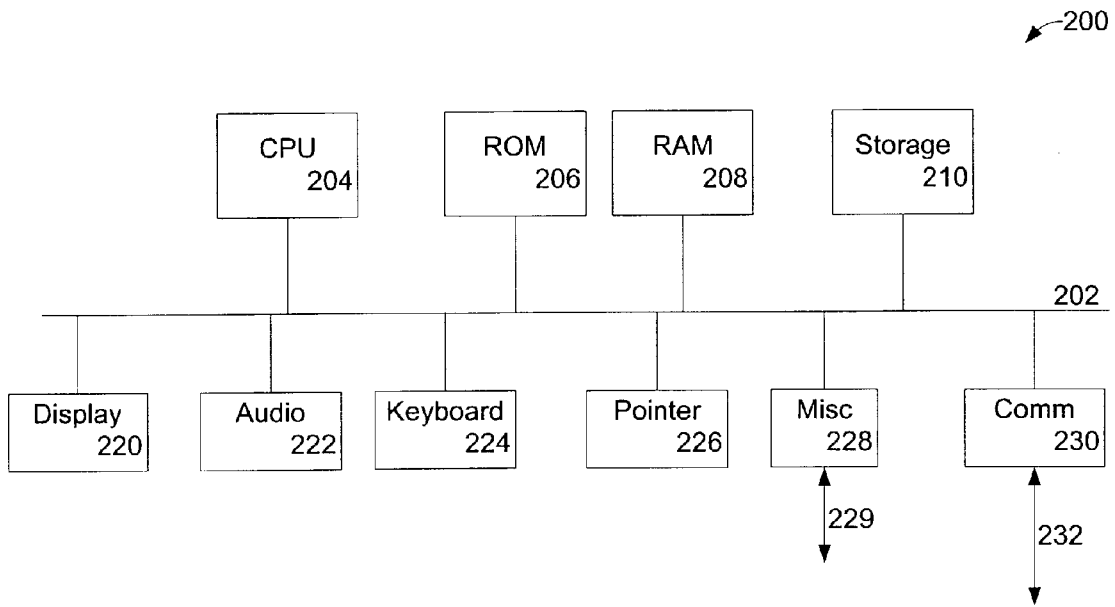 200
CPU
204
ROM
206
RAM
208
Storage
210
202
Display
220
Audio
222
Keyboard
224
Pointer
226
Misc
228
Comm
230
229
232